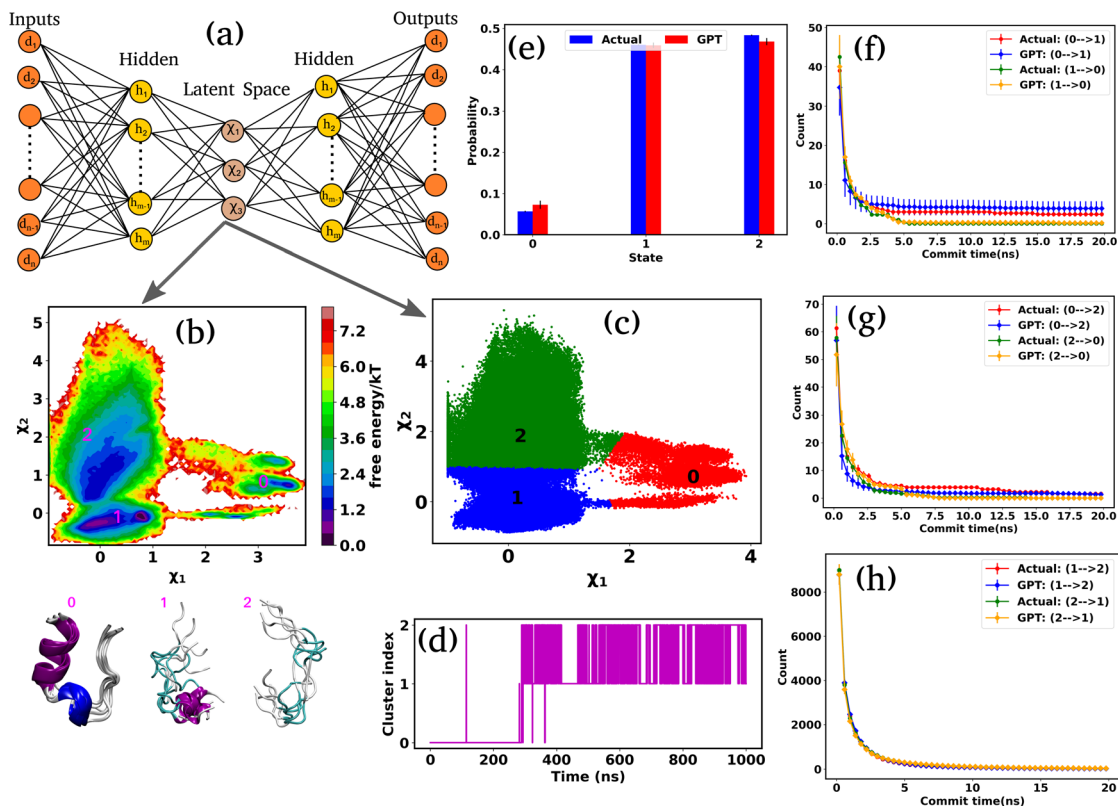 Inputs
Outputs
(a)
Hidden
Hidden
Latent Space
d1
d2
dn-1
dn
h1
h2
hm-1
hm
χ1
χ2
χ3
h1
h2
hm-1
hm
d1
d2
dn-1
dn
(b)
5
4
3
2
1
0
χ2
0
1
2
3
χ1
2
0
1
7.2
6.0
4.8
3.6
2.4
1.2
0.0
free energy/kT
0
1
2
(c)
4
2
0
χ2
0
2
4
χ1
2
1
0
(d)
2
1
0
Cluster index
0
200
400
600
800
1000
Time (ns)
(e)
Actual
GPT
0.5
0.4
0.3
0.2
0.1
0.0
Probability
0
1
2
State
(f)
Actual: (0-->1)
GPT: (0-->1)
Actual: (1-->0)
GPT: (1-->0)
50
40
30
20
10
0
Count
0.0
2.5
5.0
7.5
10.0
12.5
15.0
17.5
20.0
Commit time(ns)
(g)
Actual: (0-->2)
GPT: (0-->2)
Actual: (2-->0)
GPT: (2-->0)
70
60
50
40
30
20
10
0
Count
0.0
2.5
5.0
7.5
10.0
12.5
15.0
17.5
20.0
Commit time(ns)
(h)
Actual: (1-->2)
GPT: (1-->2)
Actual: (2-->1)
GPT: (2-->1)
8000
6000
4000
2000
0
Count
0
5
10
15
20
Commit time(ns)